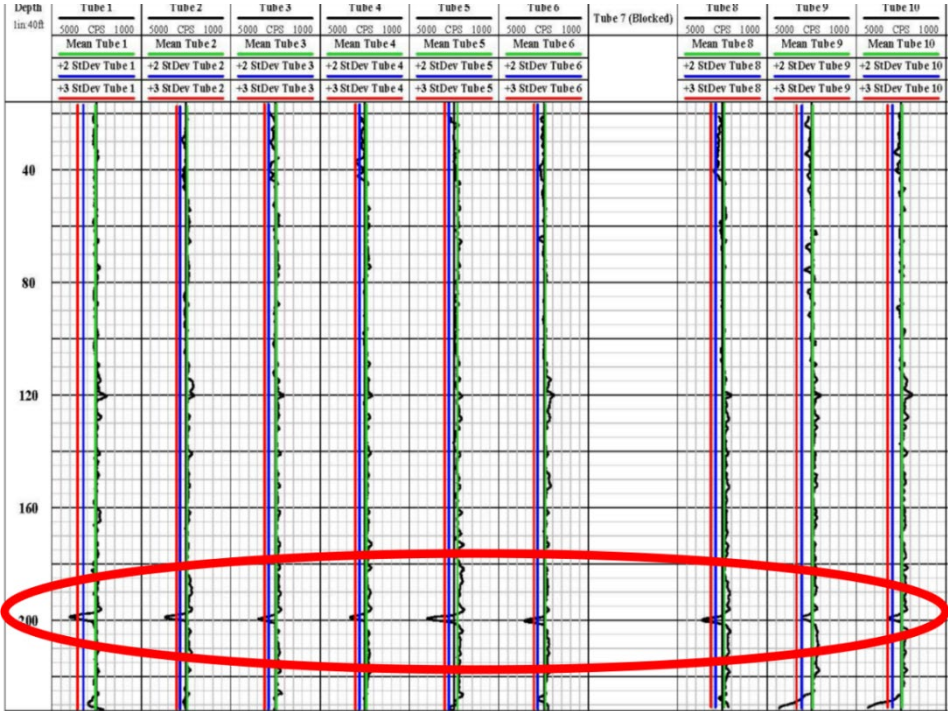 Depth Tube 1 Tube 2 Tube 3 Tube 4 Tube 5 Tube 6 Tube 7 (Blocked) Tube 8 Tube 9 Tube 10
1in:40ft 5000 CPS 1000 5000 CPS 1000 5000 CPS 1000 5000 CPS 1000 5000 CPS 1000 5000 CPS 1000 5000 CPS 1000 5000 CPS 1000 5000 CPS 1000
Mean Tube 1 Mean Tube 2 Mean Tube 3 Mean Tube 4 Mean Tube 5 Mean Tube 6 Mean Tube 8 Mean Tube 9 Mean Tube 10
+2 StDev Tube 1 +2 StDev Tube 2 +2 StDev Tube 3 +2 StDev Tube 4 +2 StDev Tube 5 +2 StDev Tube 6 +2 StDev Tube 8 +2 StDev Tube 9 +2 StDev Tube 10
+3 StDev Tube 1 +3 StDev Tube 2 +3 StDev Tube 3 +3 StDev Tube 4 +3 StDev Tube 5 +3 StDev Tube 6 +3 StDev Tube 8 +3 StDev Tube 9 +3 StDev Tube 10
40
80
120
160
200